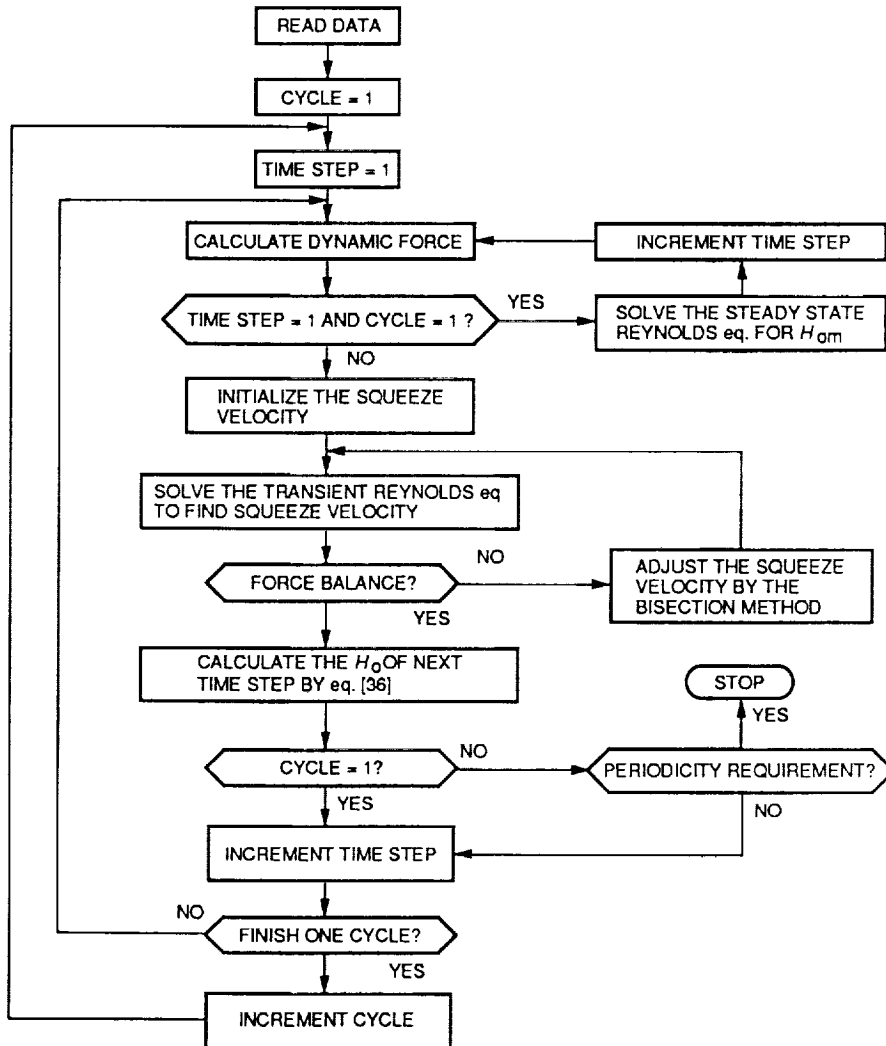 READ DATA
CYCLE = 1
TIME STEP = 1
CALCULATE DYNAMIC FORCE
INCREMENT TIME STEP
TIME STEP = 1 AND CYCLE = 1 ?
YES
SOLVE THE STEADY STATE
REYNOLDS eq. FOR Hom
NO
INITIALIZE THE SQUEEZE
VELOCITY
SOLVE THE TRANSIENT REYNOLDS eq
TO FIND SQUEEZE VELOCITY
FORCE BALANCE?
NO
ADJUST THE SQUEEZE
VELOCITY BY THE
BISECTION METHOD
YES
CALCULATE THE Ho OF NEXT
TIME STEP BY eq. [36]
STOP
YES
CYCLE = 1?
NO
PERIODICITY REQUIREMENT?
YES
NO
INCREMENT TIME STEP
NO
FINISH ONE CYCLE?
YES
INCREMENT CYCLE